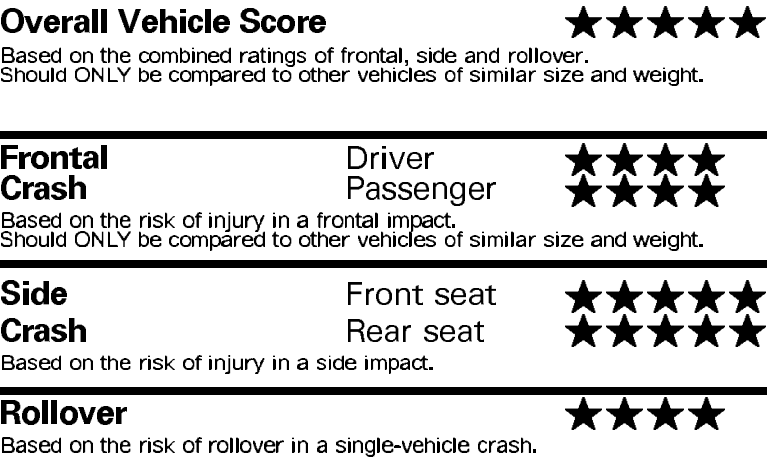 Overall Vehicle Score ★★★★★
Based on the combined ratings of frontal, side and rollover.
Should ONLY be compared to other vehicles of similar size and weight.
Frontal Driver ★★★★
Crash Passenger ★★★★
Based on the risk of injury in a frontal impact.
Should ONLY be compared to other vehicles of similar size and weight.
Side Front seat ★★★★★
Crash Rear seat ★★★★★
Based on the risk of injury in a side impact.
Rollover ★★★★
Based on the risk of rollover in a single-vehicle crash.